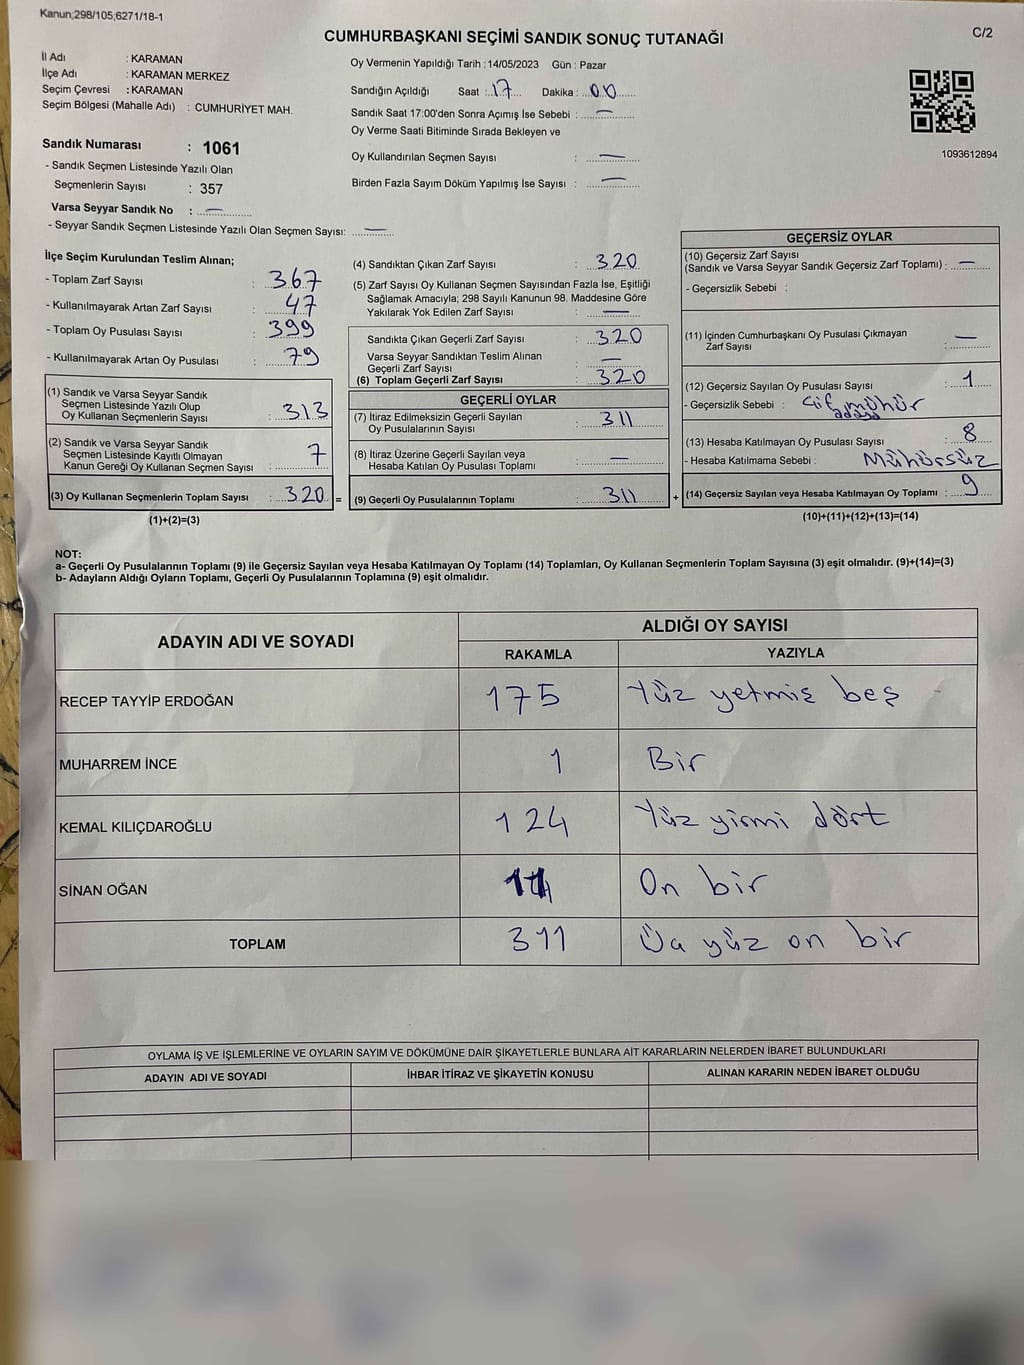 Kanun;298/105,6271/18-1
C/2
CUMHURBAŞKANI SEÇİMİ SANDIK SONUÇ TUTANAĞI
İl Adı : KARAMAN
İlçe Adı : KARAMAN MERKEZ
Seçim Çevresi : KARAMAN
Seçim Bölgesi (Mahalle Adı) : CUMHURİYET MAH.
Sandık Numarası : 1061
- Sandık Seçmen Listesinde Yazılı Olan
Seçmenlerin Sayısı : 357
Varsa Seyyar Sandık No : —
- Seyyar Sandık Seçmen Listesinde Yazılı Olan Seçmen Sayısı: —
Oy Vermenin Yapıldığı Tarih : 14/05/2023 Gün : Pazar
Sandığın Açıldığı Saat : 17 Dakika : 00
Sandık Saat 17:00'den Sonra Açımış İse Sebebi : —
Oy Verme Saati Bitiminde Sırada Bekleyen ve
Oy Kullandırılan Seçmen Sayısı : —
Birden Fazla Sayım Döküm Yapılmış İse Sayısı : —
1093612894
İlçe Seçim Kurulundan Teslim Alınan;
- Toplam Zarf Sayısı : 367
- Kullanılmayarak Artan Zarf Sayısı : 47
- Toplam Oy Pusulası Sayısı : 399
- Kullanılmayarak Artan Oy Pusulası : 79
(1) Sandık ve Varsa Seyyar Sandık
Seçmen Listesinde Yazılı Olup
Oy Kullanan Seçmenlerin Sayısı : 313
(2) Sandık ve Varsa Seyyar Sandık
Seçmen Listesinde Kayıtlı Olmayan
Kanun Gereği Oy Kullanan Seçmen Sayısı : 7
(3) Oy Kullanan Seçmenlerin Toplam Sayısı : 320 =
(1)+(2)=(3)
(4) Sandıktan Çıkan Zarf Sayısı : 320
(5) Zarf Sayısı Oy Kullanan Seçmen Sayısından Fazla İse, Eşitliği
Sağlamak Amacıyla; 298 Sayılı Kanunun 98. Maddesine Göre
Yakılarak Yok Edilen Zarf Sayısı : —
Sandıkta Çıkan Geçerli Zarf Sayısı : 320
Varsa Seyyar Sandıktan Teslim Alınan
Geçerli Zarf Sayısı : —
(6) Toplam Geçerli Zarf Sayısı : 320
GEÇERLİ OYLAR
(7) İtiraz Edilmeksizin Geçerli Sayılan
Oy Pusulalarının Sayısı : 311
(8) İtiraz Üzerine Geçerli Sayılan veya
Hesaba Katılan Oy Pusulası Toplamı : —
(9) Geçerli Oy Pusulalarının Toplamı : 311 +
GEÇERSİZ OYLAR
(10) Geçersiz Zarf Sayısı
(Sandık ve Varsa Seyyar Sandık Geçersiz Zarf Toplamı) : —
- Geçersizlik Sebebi :
(11) İçinden Cumhurbaşkanı Oy Pusulası Çıkmayan
Zarf Sayısı : —
(12) Geçersiz Sayılan Oy Pusulası Sayısı : 1
- Geçersizlik Sebebi : mühür
(13) Hesaba Katılmayan Oy Pusulası Sayısı : 8
- Hesaba Katılmama Sebebi : Mühürsüz
(14) Geçersiz Sayılan veya Hesaba Katılmayan Oy Toplamı : 9
(10)+(11)+(12)+(13)=(14)
NOT:
a- Geçerli Oy Pusulalarının Toplamı (9) ile Geçersiz Sayılan veya Hesaba Katılmayan Oy Toplamı (14) Toplamları, Oy Kullanan Seçmenlerin Toplam Sayısına (3) eşit olmalıdır. (9)+(14)=(3)
b- Adayların Aldığı Oyların Toplamı, Geçerli Oy Pusulalarının Toplamına (9) eşit olmalıdır.
ADAYIN ADI VE SOYADI ALDIĞI OY SAYISI
RAKAMLA YAZIYLA
RECEP TAYYİP ERDOĞAN 175 Yüz yetmiş beş
MUHARREM İNCE 1 Bir
KEMAL KILIÇDAROĞLU 124 Yüz yirmi dört
SİNAN OĞAN 11 On bir
TOPLAM 311 Üç yüz on bir
OYLAMA İŞ VE İŞLEMLERİNE VE OYLARIN SAYIM VE DÖKÜMÜNE DAİR ŞİKAYETLERLE BUNLARA AİT KARARLARIN NELERDEN İBARET BULUNDUKLARI
ADAYIN ADI VE SOYADI İHBAR İTİRAZ VE ŞİKAYETİN KONUSU ALINAN KARARIN NEDEN İBARET OLDUĞU